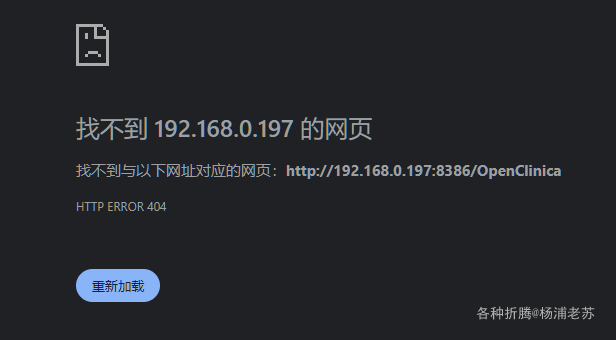 找不到 192.168.0.197 的网页
找不到与以下网址对应的网页：http://192.168.0.197:8386/OpenClinica
HTTP ERROR 404
重新加载
各种折腾@杨浦老苏